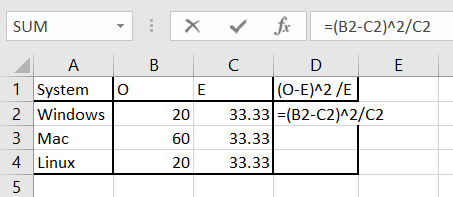 SUM =(B2-C2)^2/C2
A B C D E
1 System O E (O-E)^2 /E
2 Windows 20 33.33 =(B2-C2)^2/C2
3 Mac 60 33.33
4 Linux 20 33.33
5